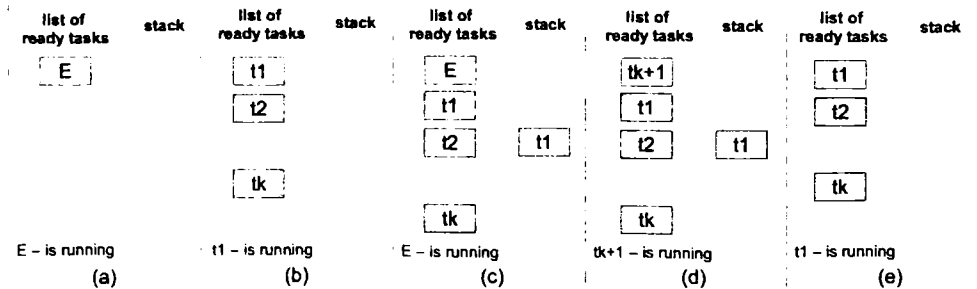 list of ready tasks stack
E
E – is running
(a)
list of ready tasks stack
t1
t2
tk
t1 – is running
(b)
list of ready tasks stack
E
t1
t2 t1
tk
E – is running
(c)
list of ready tasks stack
tk+1
t1
t2 t1
tk
tk+1 – is running
(d)
list of ready tasks stack
t1
t2
tk
t1 – is running
(e)